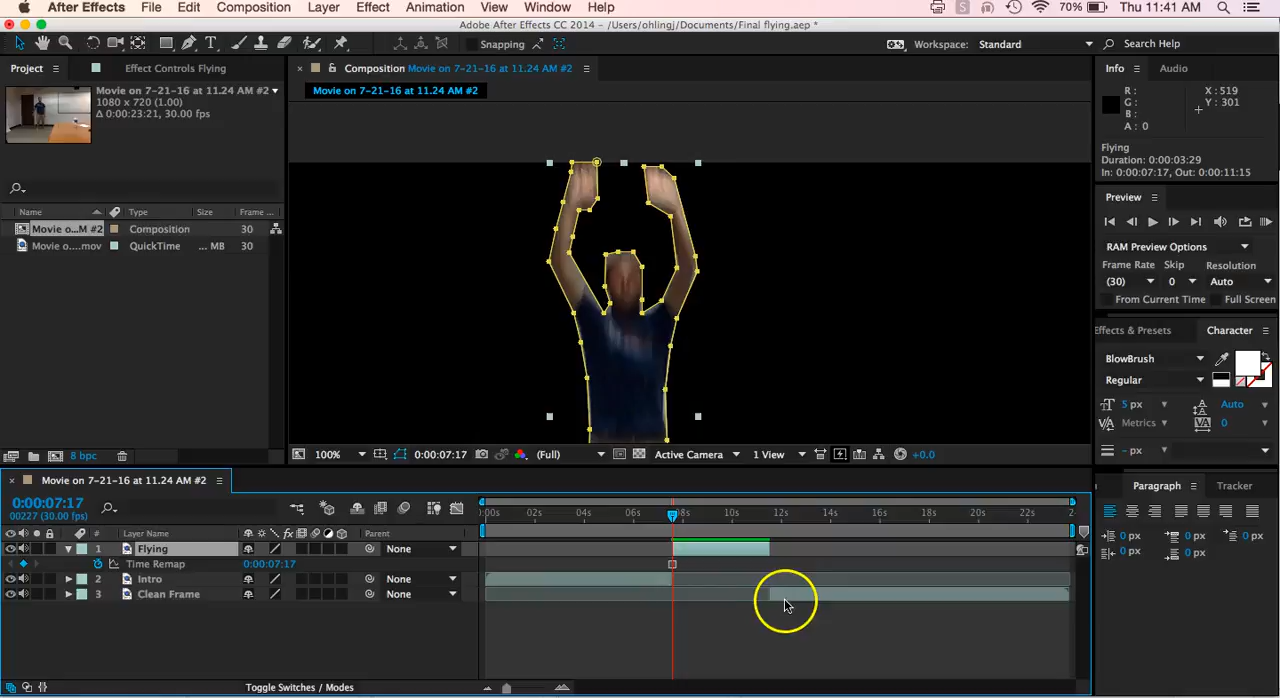 After Effects File Edit Composition Layer Effect Animation View Window Help 70% Thu 11:41 AM
Adobe After Effects CC 2014 - /Users/ohlingj/Documents/Final flying.aep *
Snapping Workspace: Standard Search Help
Project Effect Controls Flying × Composition Movie on 7-21-16 at 11.24 AM #2 Info Audio
Movie on 7-21-16 at 11.24 AM #2
1080 x 720 (1.00)
Δ 0:00:23:21, 30.00 fps
Movie on 7-21-16 at 11.24 AM #2
R : X : 519
G : Y : 301
B :
A : 0
Flying
Duration: 0:00:03:29
In: 0:00:07:17, Out: 0:00:11:15
Preview
Name Type Size Frame ...
Movie o...M #2 Composition 30
Movie o....mov QuickTime ... MB 30
RAM Preview Options
Frame Rate Skip Resolution
(30) 0 Auto
From Current Time Full Screen
Effects & Presets Character
BlowBrush
Regular
5 px Auto
Metrics 0
- px
8 bpc 100% 0:00:07:17 (Full) Active Camera 1 View +0.0
Movie on 7-21-16 at 11.24 AM #2
Paragraph Tracker
0:00:07:17
00227 (30.00 fps)
:00s 02s 04s 06s 08s 10s 12s 14s 16s 18s 20s 22s
# Layer Name Parent
1 Flying None
Time Remap 0:00:07:17
2 Intro None
3 Clean Frame None
0 px 0 px 0 px
0 px 0 px
Toggle Switches / Modes